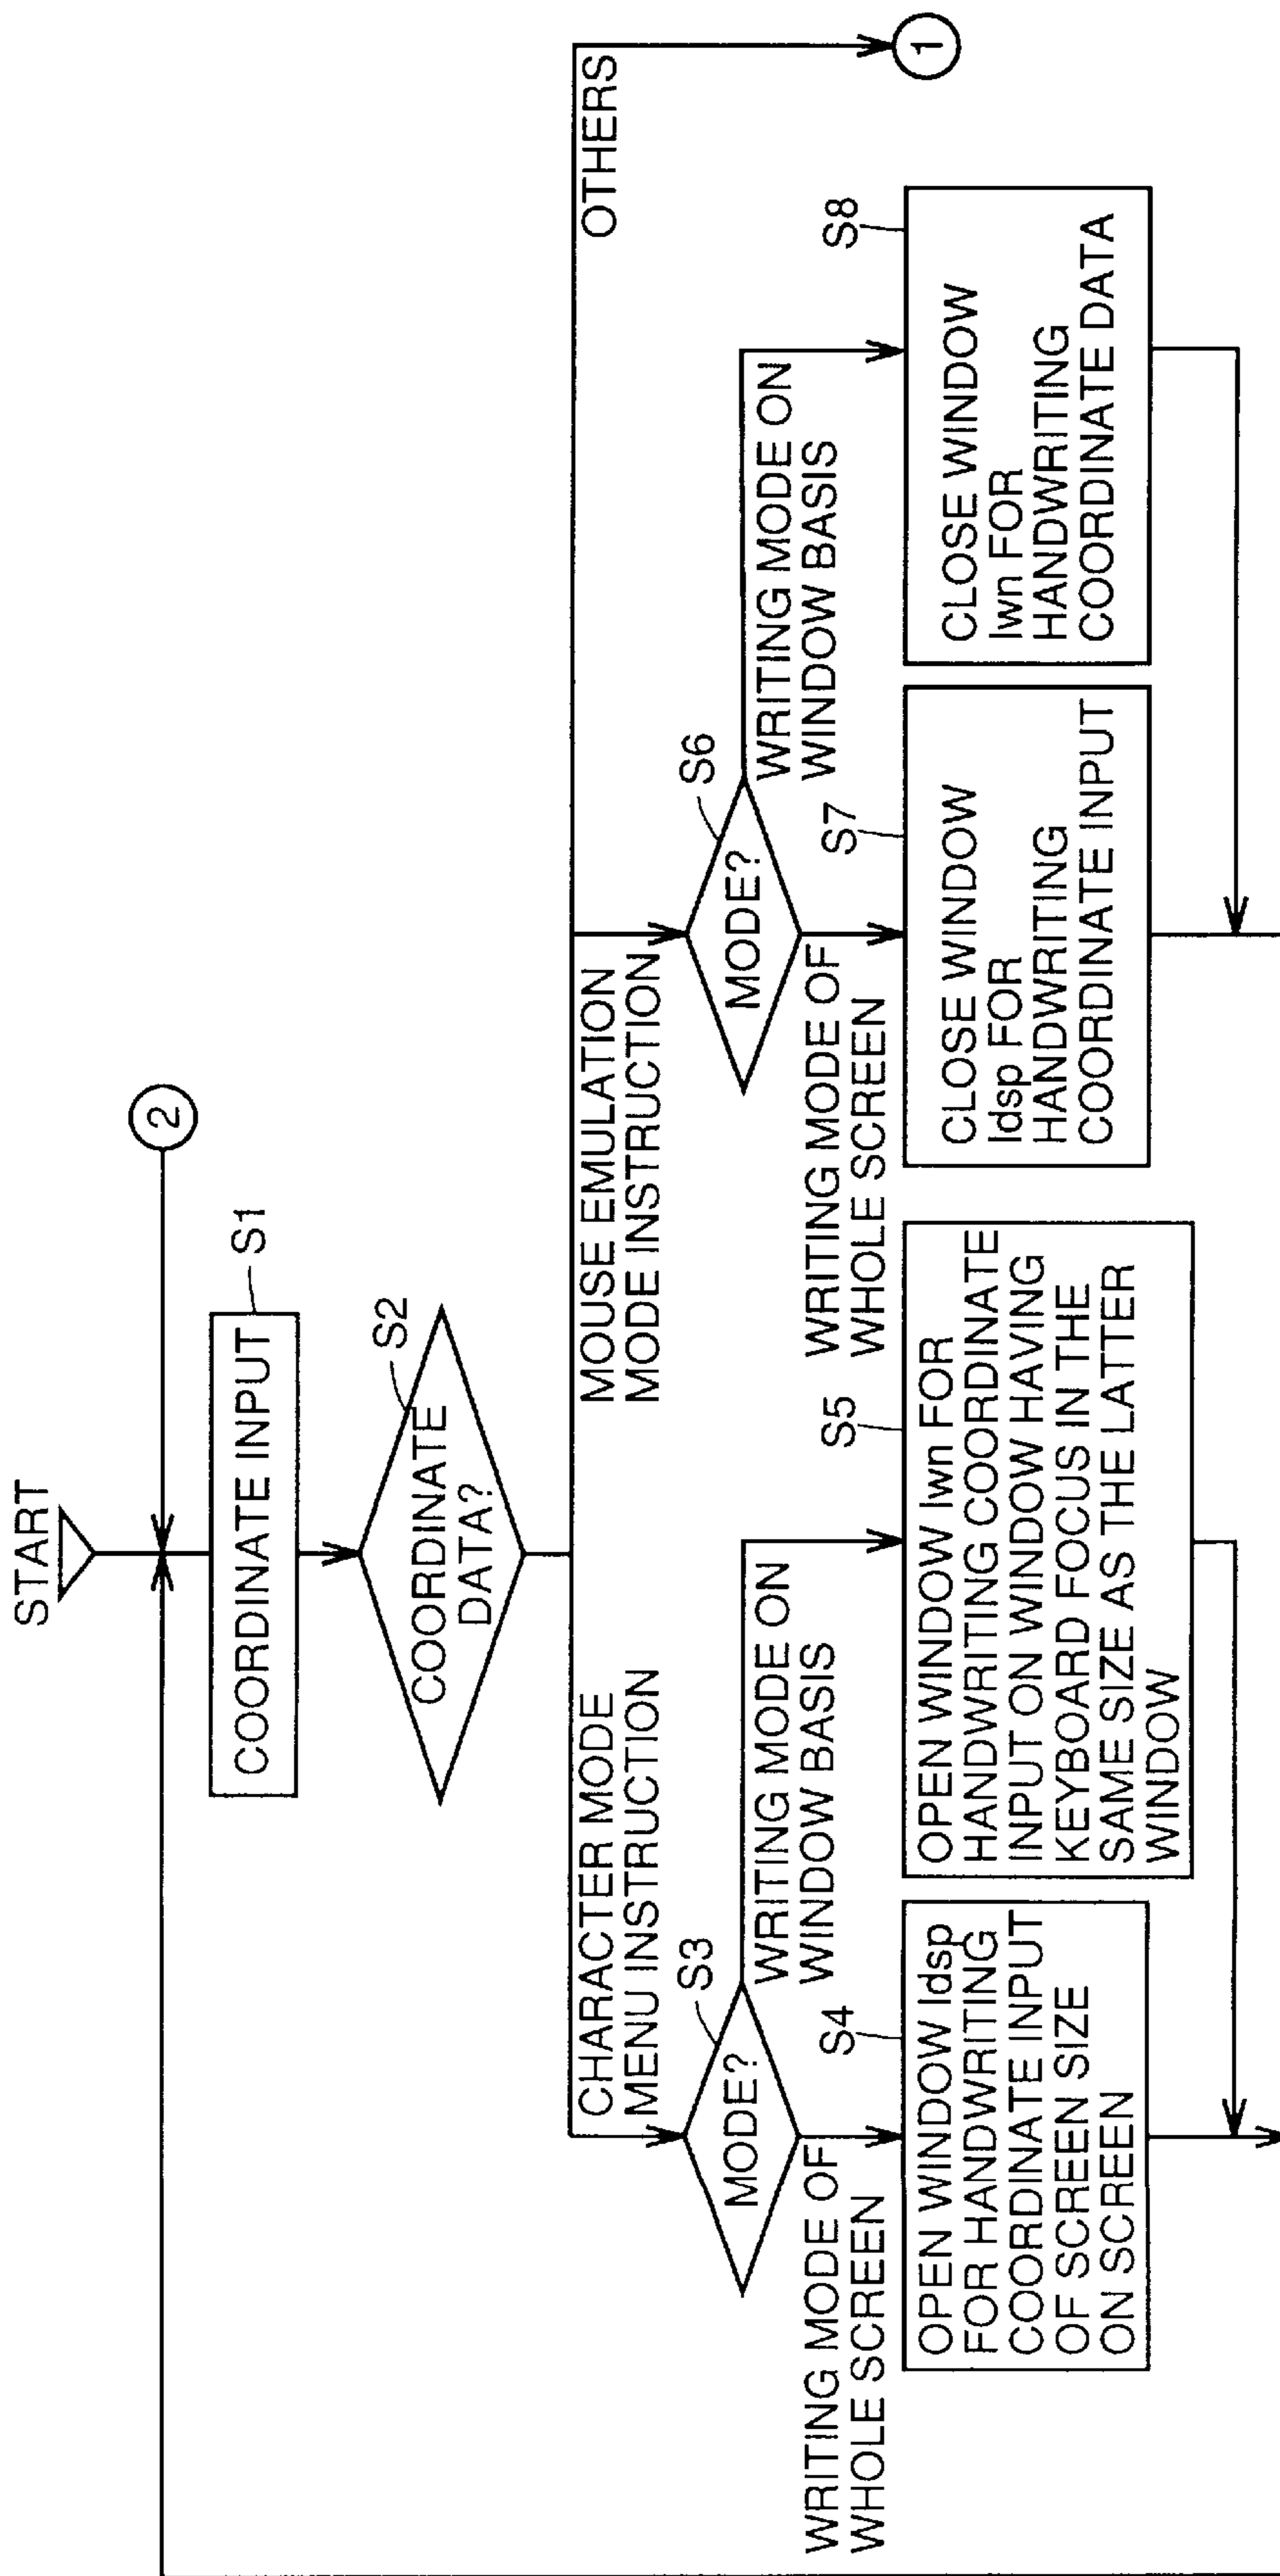 START
2
COORDINATE INPUT
S1
COORDINATE
DATA?
S2
CHARACTER MODE
MENU INSTRUCTION
MOUSE EMULATION
MODE INSTRUCTION
OTHERS
1
MODE?
S3
WRITING MODE ON
WINDOW BASIS
WRITING MODE OF
WHOLE SCREEN
S4
OPEN WINDOW Idsp
FOR HANDWRITING
COORDINATE INPUT
OF SCREEN SIZE
ON SCREEN
S5
OPEN WINDOW Iwn FOR
HANDWRITING COORDINATE
INPUT ON WINDOW HAVING
KEYBOARD FOCUS IN THE
SAME SIZE AS THE LATTER
WINDOW
MODE?
S6
WRITING MODE ON
WINDOW BASIS
WRITING MODE OF
WHOLE SCREEN
S7
CLOSE WINDOW
Idsp FOR
HANDWRITING
COORDINATE INPUT
S8
CLOSE WINDOW
Iwn FOR
HANDWRITING
COORDINATE DATA